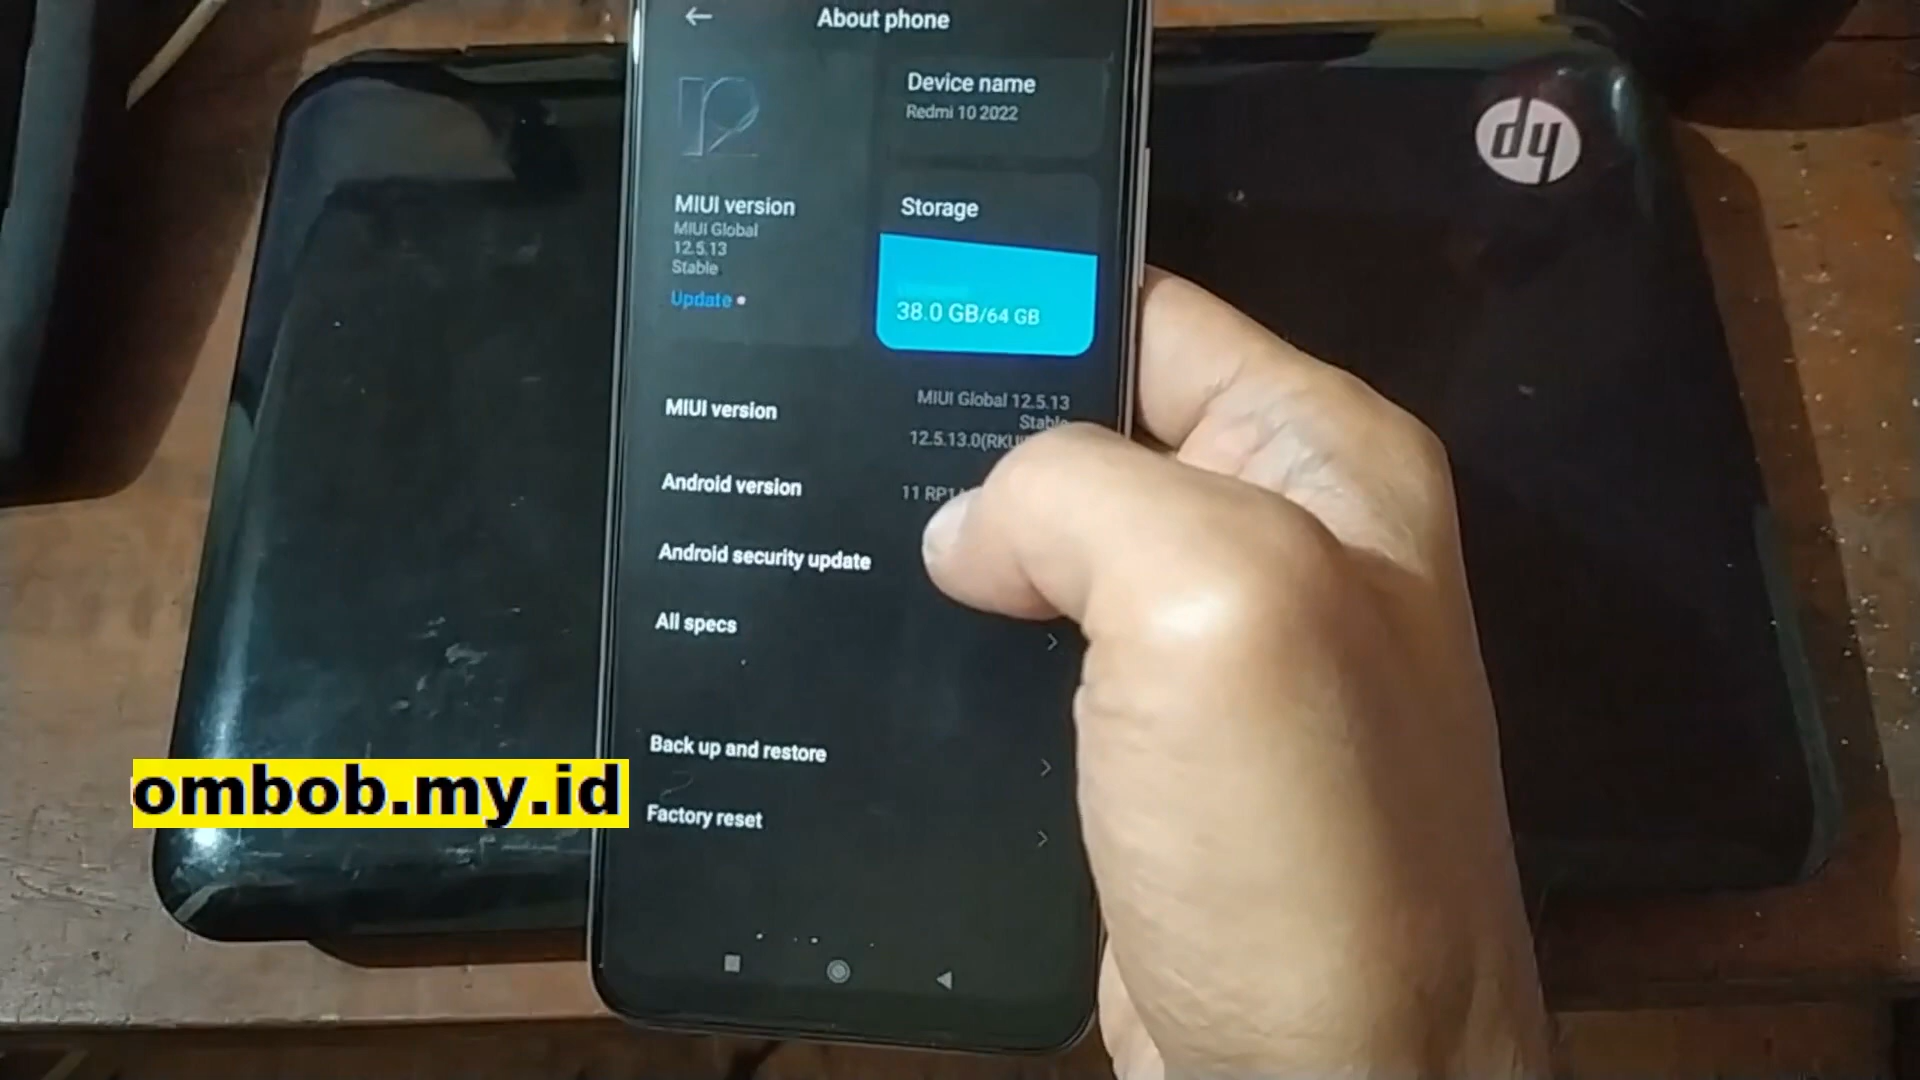 About phone
Device name
Redmi 10 2022
MIUI version
MIUI Global
12.5.13
Stable
Update
Storage
38.0 GB/64 GB
MIUI version
MIUI Global 12.5.13
Stable
Android version
11
Android security update
All specs
Back up and restore
Factory reset
ombob.my.id
hp